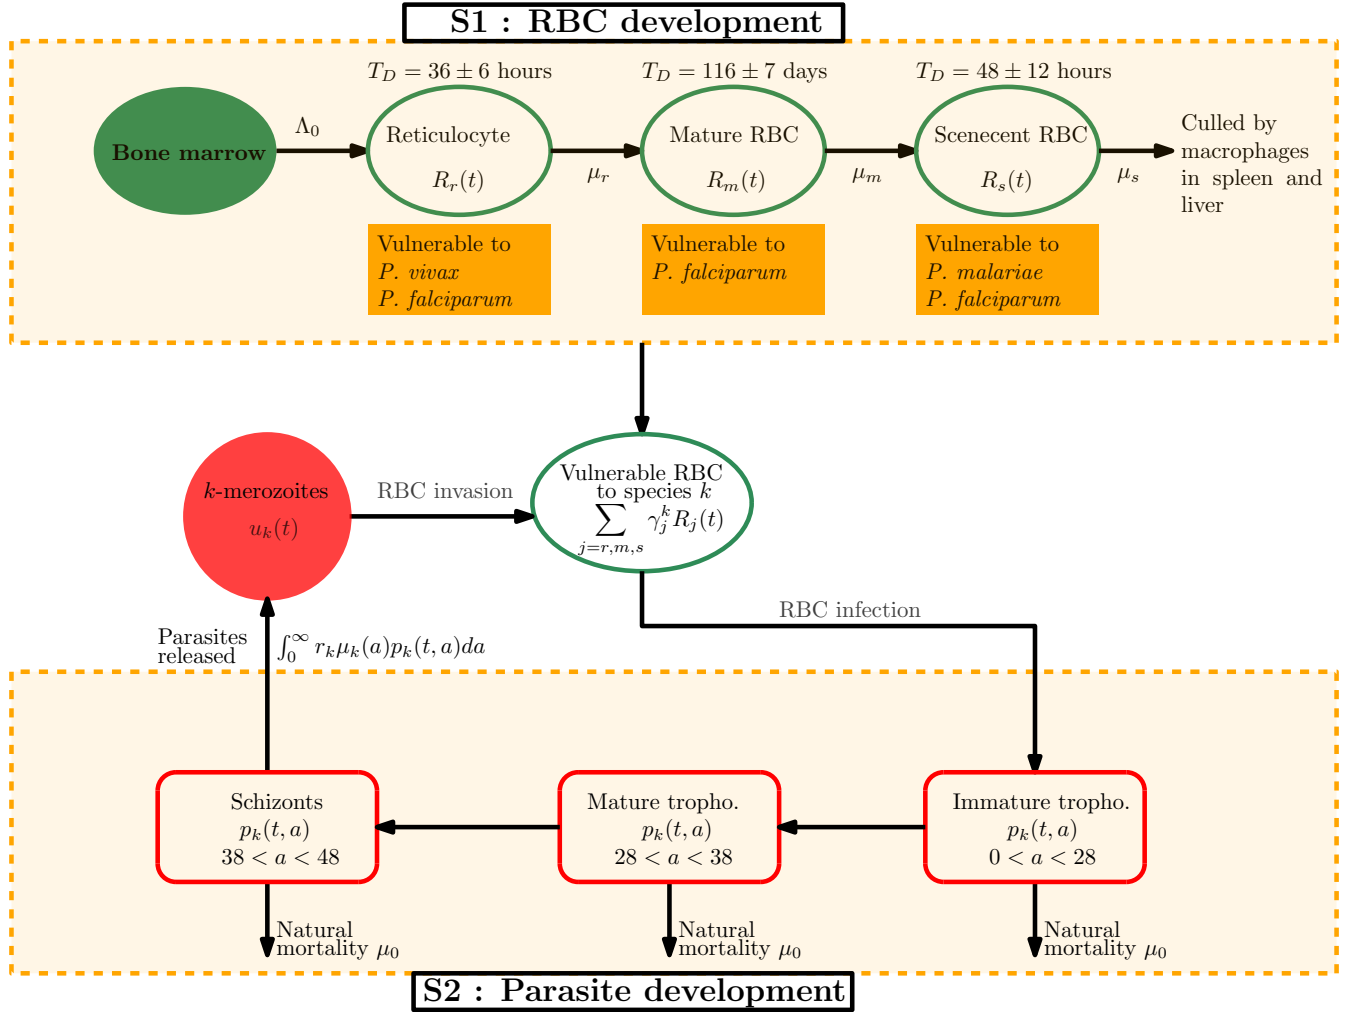 S1 : RBC development
T_D = 36 ± 6 hours
T_D = 116 ± 7 days
T_D = 48 ± 12 hours
Bone marrow
Λ_0
Reticulocyte
R_r(t)
μ_r
Mature RBC
R_m(t)
μ_m
Scenecent RBC
R_s(t)
μ_s
Culled by
macrophages
in spleen and
liver
Vulnerable to
P. vivax
P. falciparum
Vulnerable to
P. falciparum
Vulnerable to
P. malariae
P. falciparum
k-merozoites
u_k(t)
RBC invasion
Vulnerable RBC
to species k
∑ γ_j^k R_j(t)
j=r,m,s
RBC infection
Parasites
released
∫_0^∞ r_k μ_k(a) p_k(t, a) da
Schizonts
p_k(t, a)
38 < a < 48
Mature tropho.
p_k(t, a)
28 < a < 38
Immature tropho.
p_k(t, a)
0 < a < 28
Natural
mortality μ_0
Natural
mortality μ_0
Natural
mortality μ_0
S2 : Parasite development